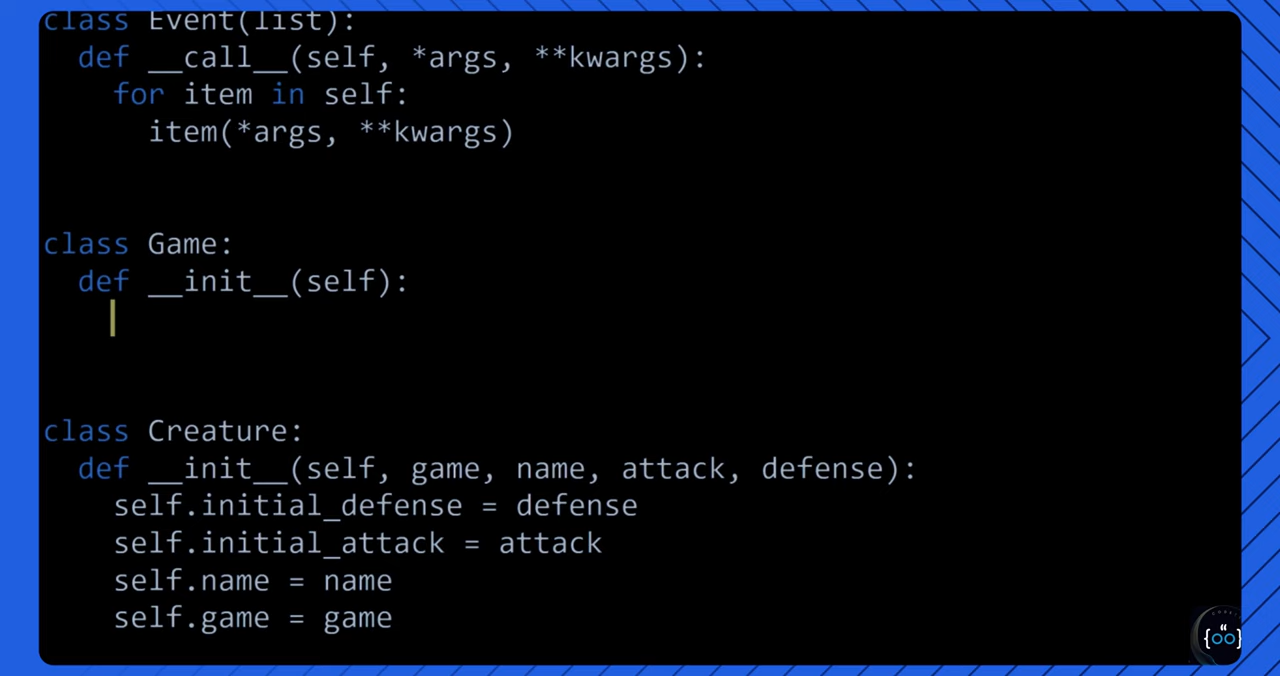 class Event(list):
def __call__(self, *args, **kwargs):
for item in self:
item(*args, **kwargs)
class Game:
def __init__(self):
class Creature:
def __init__(self, game, name, attack, defense):
self.initial_defense = defense
self.initial_attack = attack
self.name = name
self.game = game